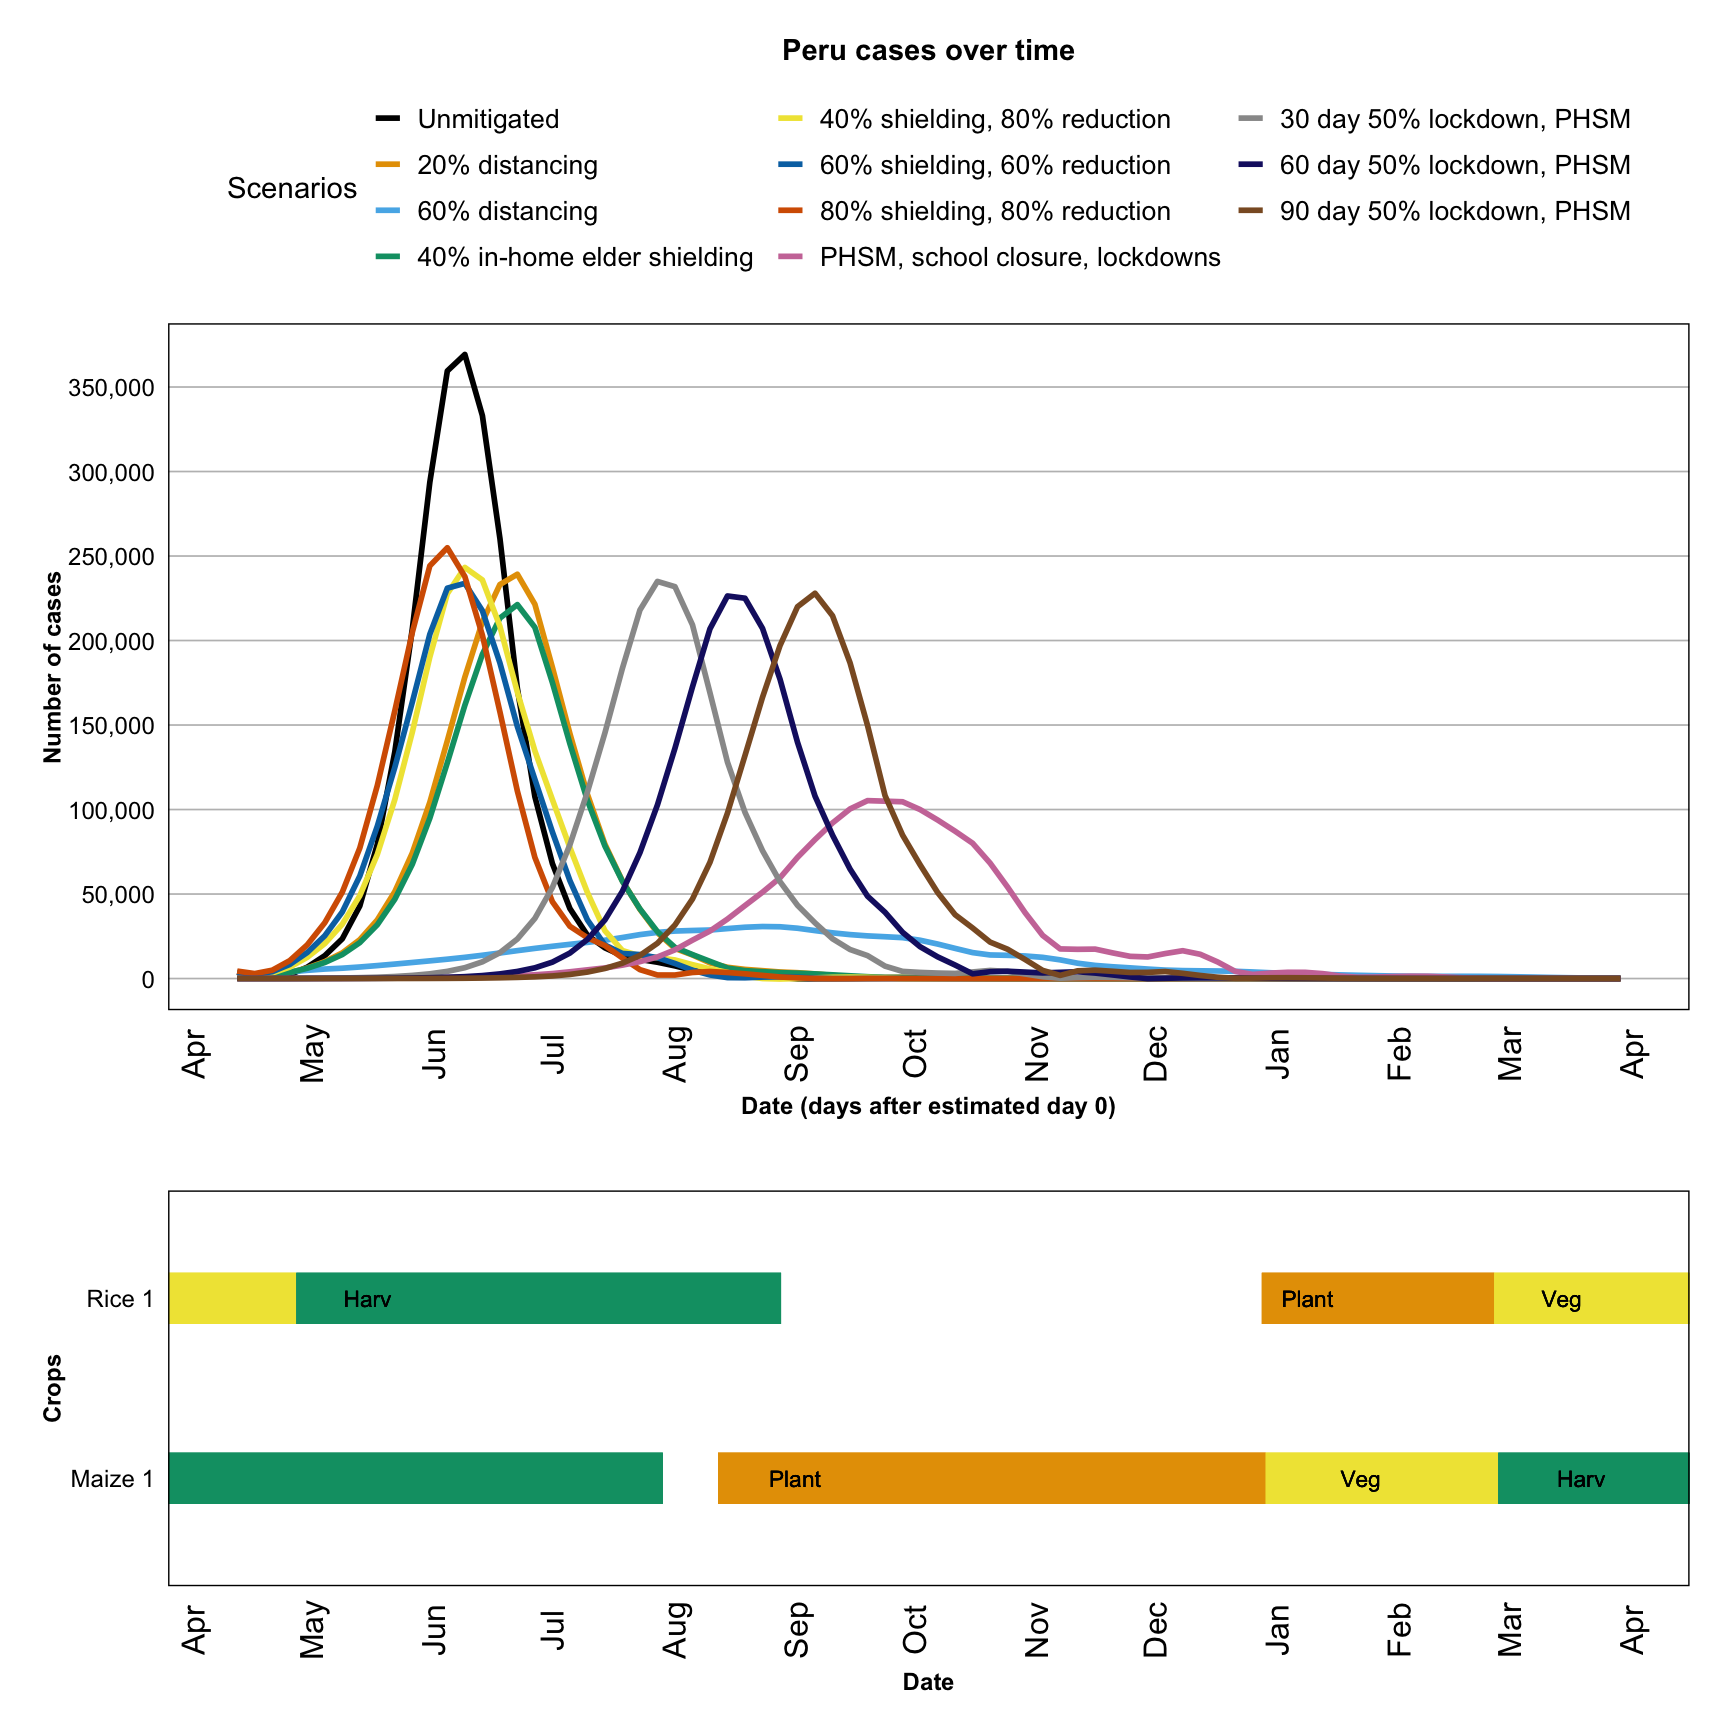 Peru cases over time
Scenarios
Unmitigated
20% distancing
60% distancing
40% in-home elder shielding
40% shielding, 80% reduction
60% shielding, 60% reduction
80% shielding, 80% reduction
PHSM, school closure, lockdowns
30 day 50% lockdown, PHSM
60 day 50% lockdown, PHSM
90 day 50% lockdown, PHSM
Number of cases
350,000
300,000
250,000
200,000
150,000
100,000
50,000
0
Apr
May
Jun
Jul
Aug
Sep
Oct
Nov
Dec
Jan
Feb
Mar
Apr
Date (days after estimated day 0)
Crops
Rice 1
Harv
Plant
Veg
Maize 1
Plant
Veg
Harv
Apr
May
Jun
Jul
Aug
Sep
Oct
Nov
Dec
Jan
Feb
Mar
Apr
Date